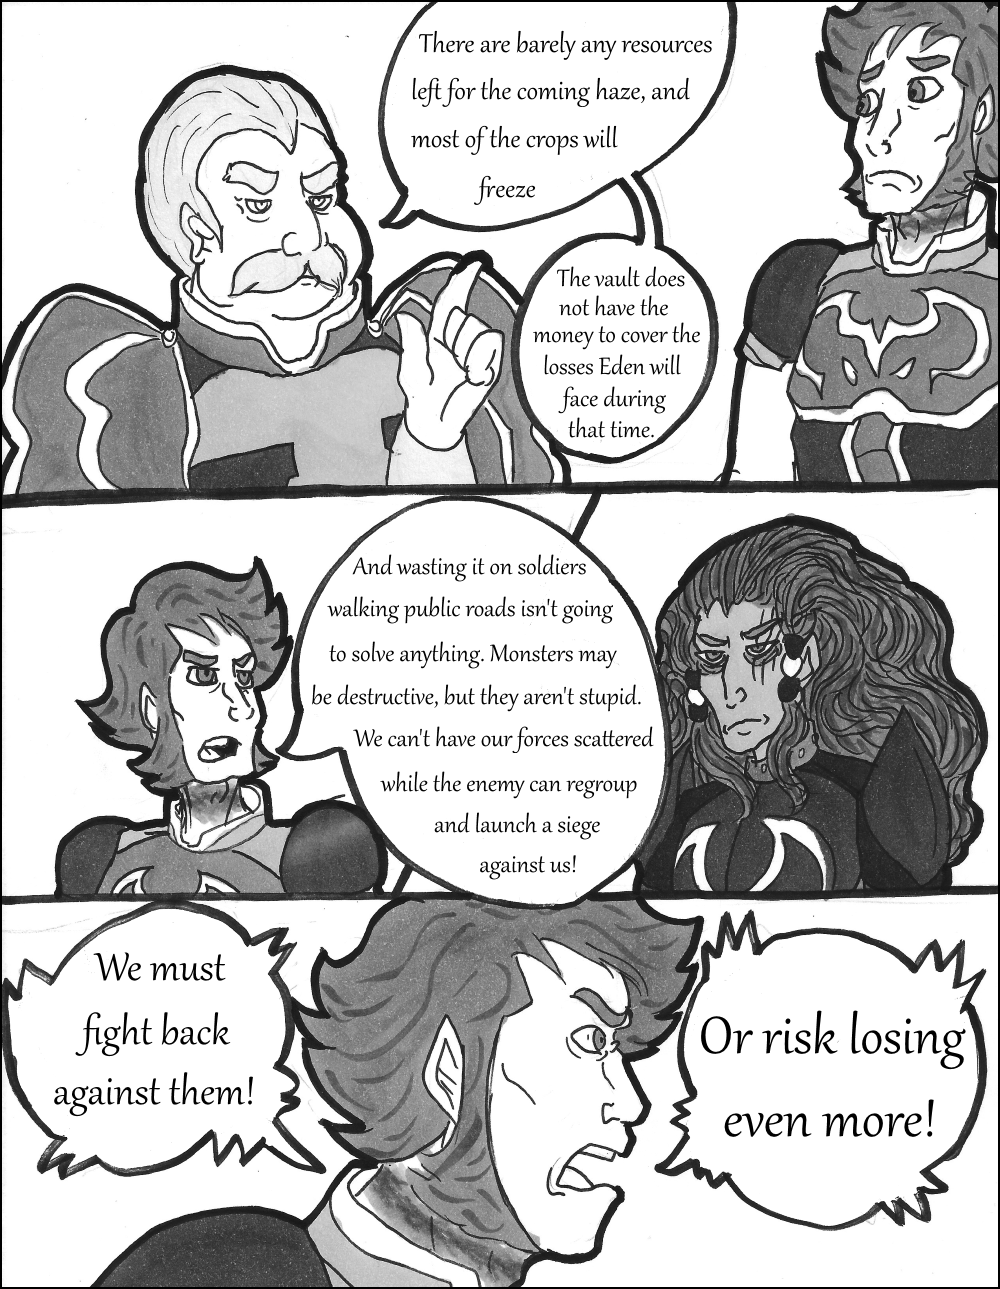 There are barely any resources
left for the coming haze, and
most of the crops will
freeze
The vault does
not have the
money to cover the
losses Eden will
face during
that time.
And wasting it on soldiers
walking public roads isn't going
to solve anything. Monsters may
be destructive, but they aren't stupid.
We can't have our forces scattered
while the enemy can regroup
and launch a siege
against us!
We must
fight back
against them!
Or risk losing
even more!